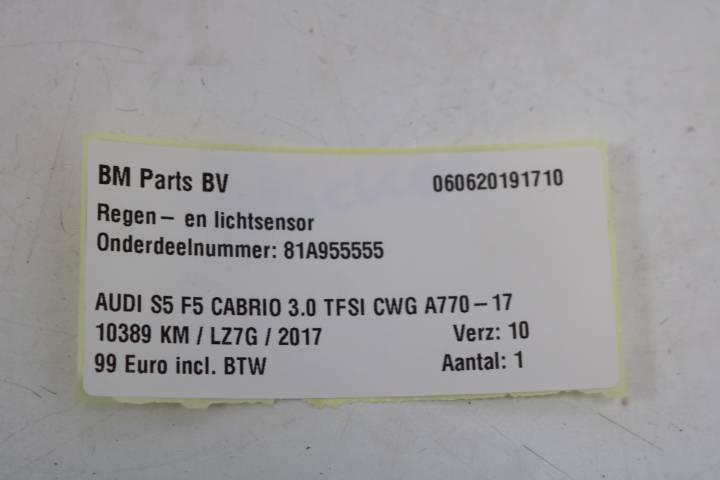 BM Parts BV 060620191710
Regen- en lichtsensor
Onderdeelnummer: 81A955555
AUDI S5 F5 CABRIO 3.0 TFSI CWG A770-17
10389 KM / LZ7G / 2017 Verz: 10
99 Euro incl. BTW Aantal: 1